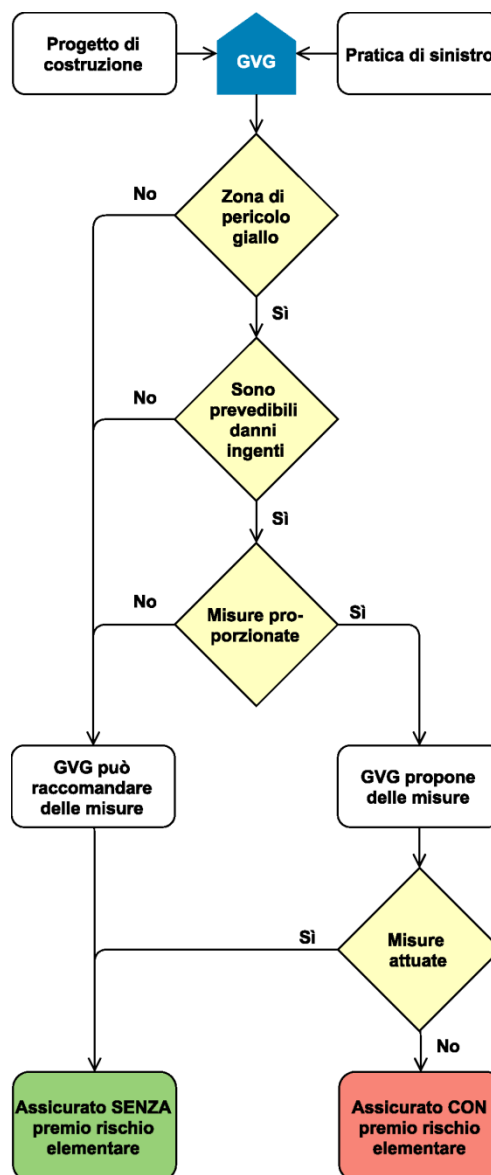 Progetto di
costruzione
GVG
Pratica di sinistro
No
Zona di
pericolo
giallo
Sì
No
Sono
prevedibili
danni
ingenti
Sì
No
Misure pro-
porzionate
Sì
GVG può
raccomandare
delle misure
GVG propone
delle misure
Sì
Misure
attuate
No
Assicurato SENZA
premio rischio
elementare
Assicurato CON
premio rischio
elementare